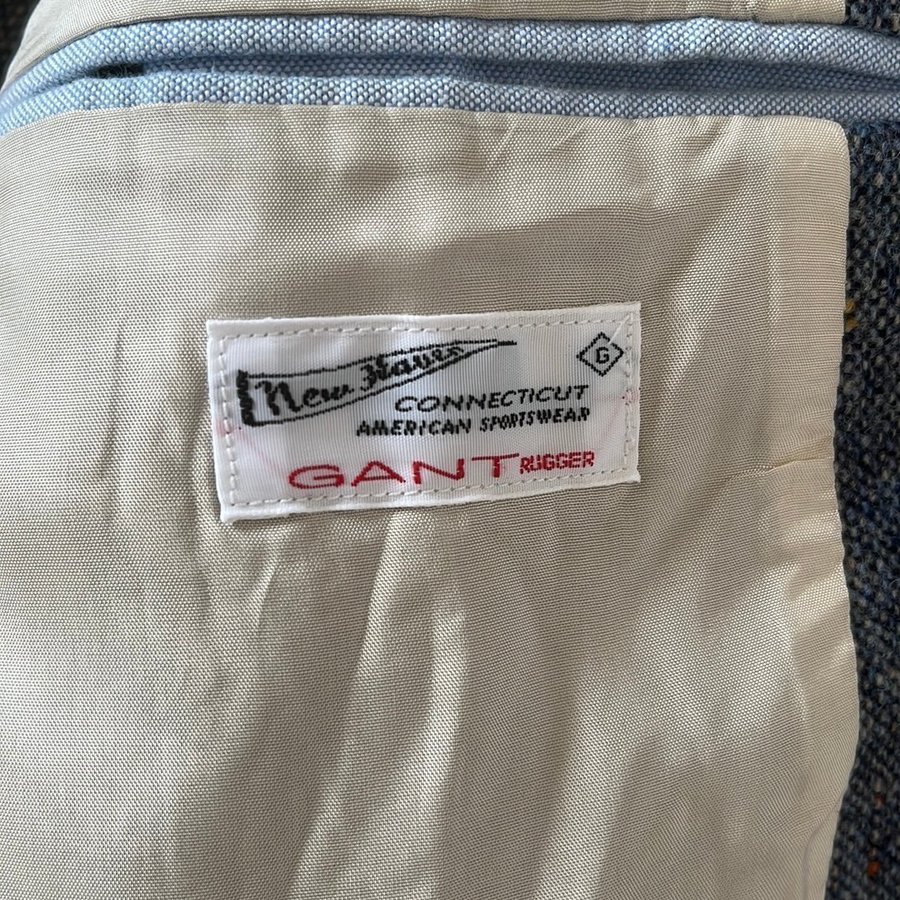 New Haven
G
CONNECTICUT
AMERICAN SPORTSWEAR
GANT RUGGER